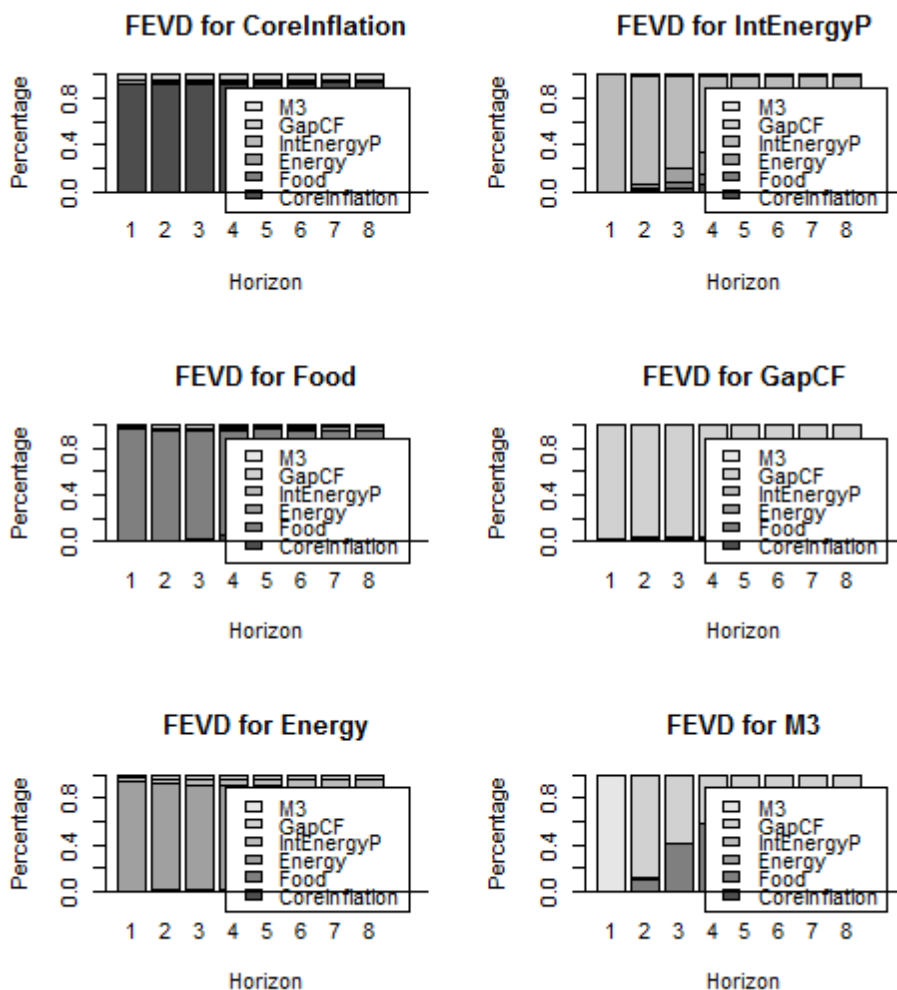 FEVD for CoreInflation
Percentage
0.0 0.4 0.8
M3
GapCF
IntEnergyP
Energy
Food
CoreInflation
1 2 3 4 5 6 7 8
Horizon
FEVD for IntEnergyP
Percentage
0.0 0.4 0.8
M3
GapCF
IntEnergyP
Energy
Food
CoreInflation
1 2 3 4 5 6 7 8
Horizon
FEVD for Food
Percentage
0.0 0.4 0.8
M3
GapCF
IntEnergyP
Energy
Food
CoreInflation
1 2 3 4 5 6 7 8
Horizon
FEVD for GapCF
Percentage
0.0 0.4 0.8
M3
GapCF
IntEnergyP
Energy
Food
CoreInflation
1 2 3 4 5 6 7 8
Horizon
FEVD for Energy
Percentage
0.0 0.4 0.8
M3
GapCF
IntEnergyP
Energy
Food
CoreInflation
1 2 3 4 5 6 7 8
Horizon
FEVD for M3
Percentage
0.0 0.4 0.8
M3
GapCF
IntEnergyP
Energy
Food
CoreInflation
1 2 3 4 5 6 7 8
Horizon